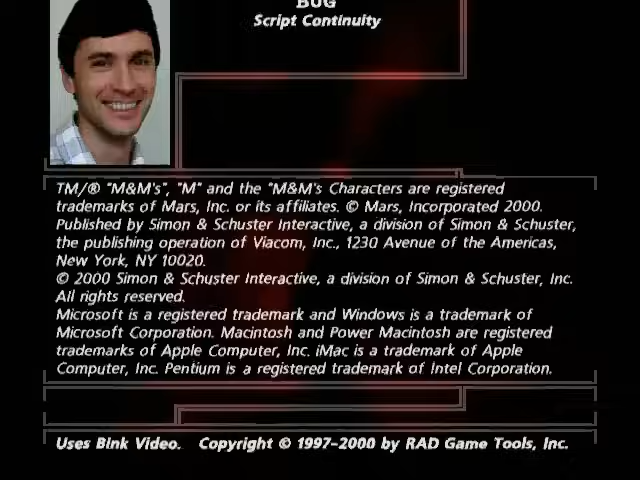 BUG
Script Continuity
TM/® "M&M's", "M" and the "M&M's Characters are registered
trademarks of Mars, Inc. or its affiliates. © Mars, Incorporated 2000.
Published by Simon & Schuster Interactive, a division of Simon & Schuster,
the publishing operation of Viacom, Inc., 1230 Avenue of the Americas,
New York, NY 10020.
© 2000 Simon & Schuster Interactive, a division of Simon & Schuster, Inc.
All rights reserved.
Microsoft is a registered trademark and Windows is a trademark of
Microsoft Corporation. Macintosh and Power Macintosh are registered
trademarks of Apple Computer, Inc. iMac is a trademark of Apple
Computer, Inc. Pentium is a registered trademark of Intel Corporation.
Uses Bink Video. Copyright © 1997-2000 by RAD Game Tools, Inc.